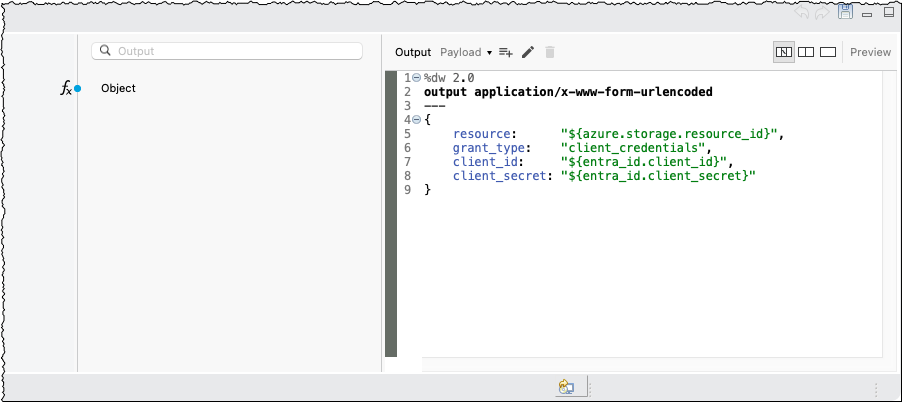 Output
Object
Output Payload Preview
1 %dw 2.0
2 output application/x-www-form-urlencoded
3 ---
4 {
5     resource:      "${azure.storage.resource_id}",
6     grant_type:    "client_credentials",
7     client_id:     "${entra_id.client_id}",
8     client_secret: "${entra_id.client_secret}"
9 }